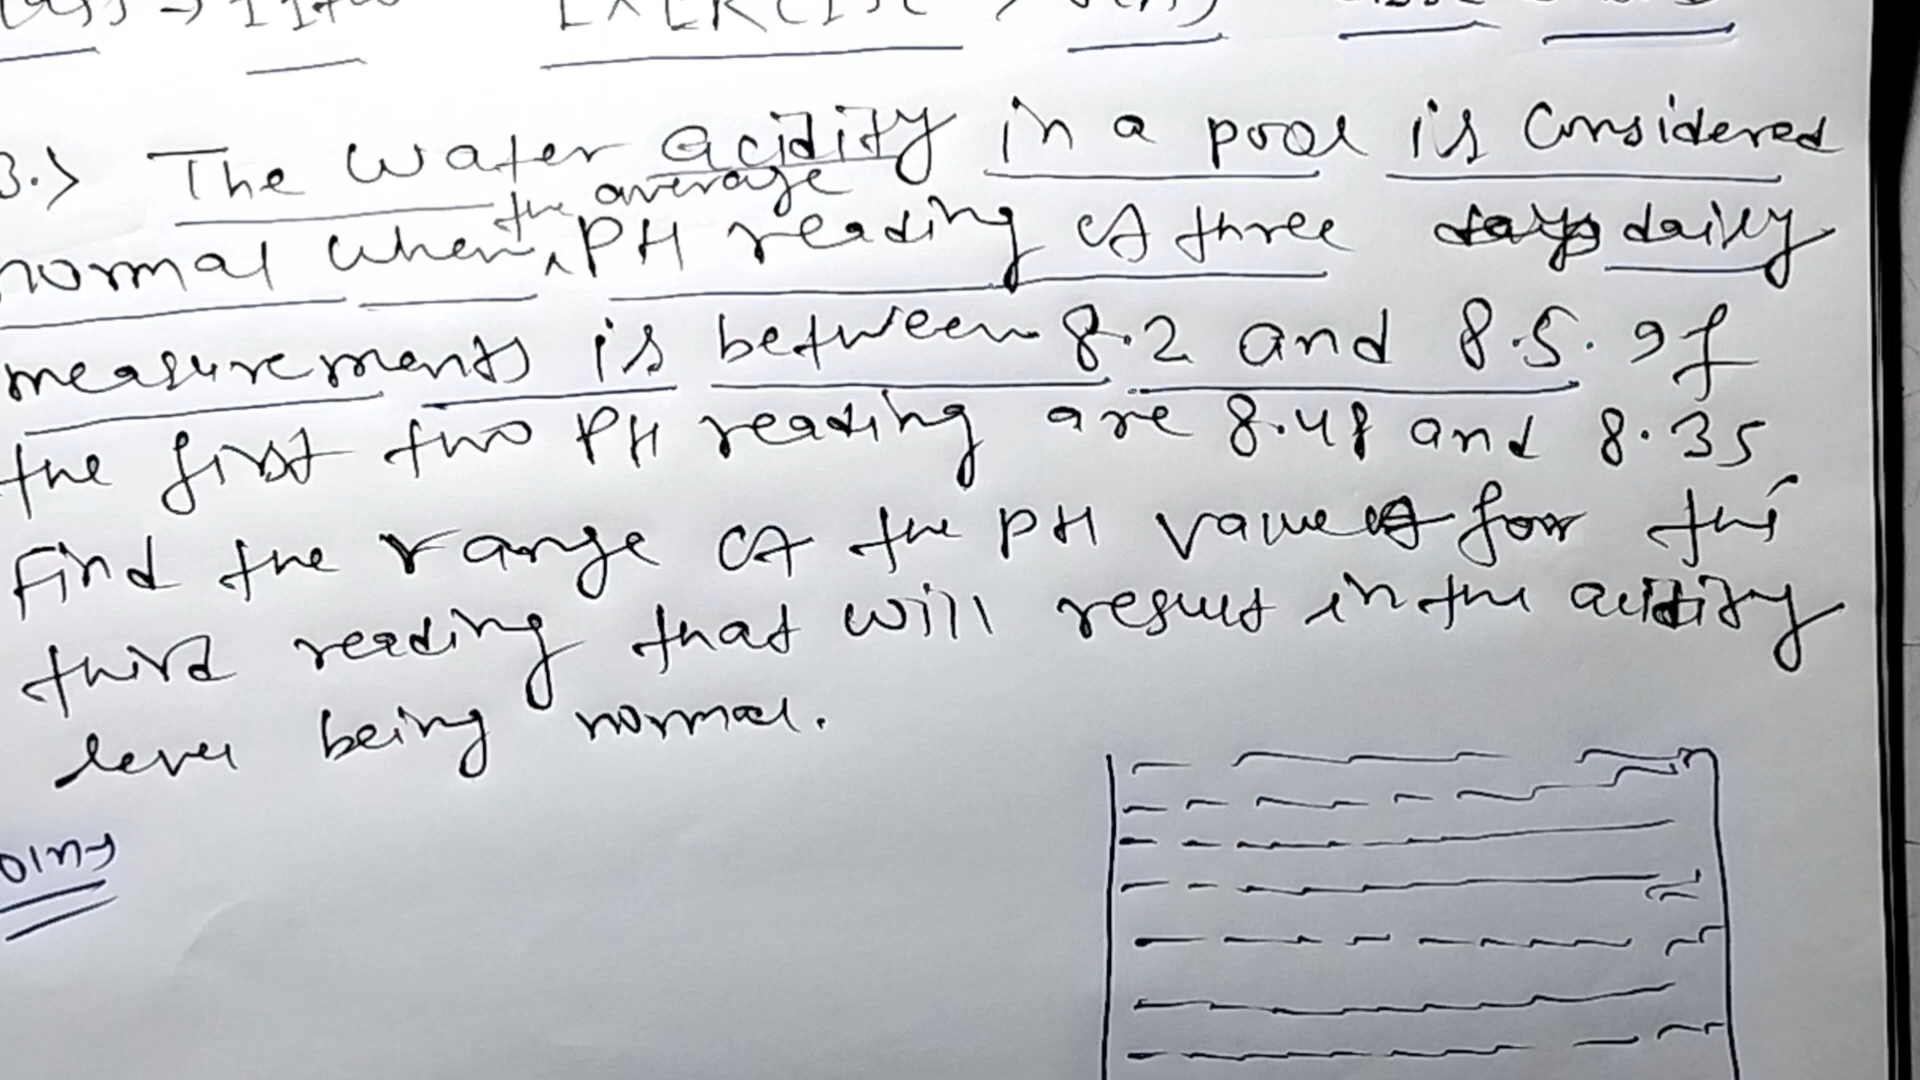 EXERCISE
3.> The water acidity in a pool is considered
the average
normal when ^ PH reading of three days daily
measurements is between 8.2 and 8.5. If
the first two PH reading are 8.48 and 8.35
Find the range of the PH value for the
third reading that will result in the acidity
level being normal.